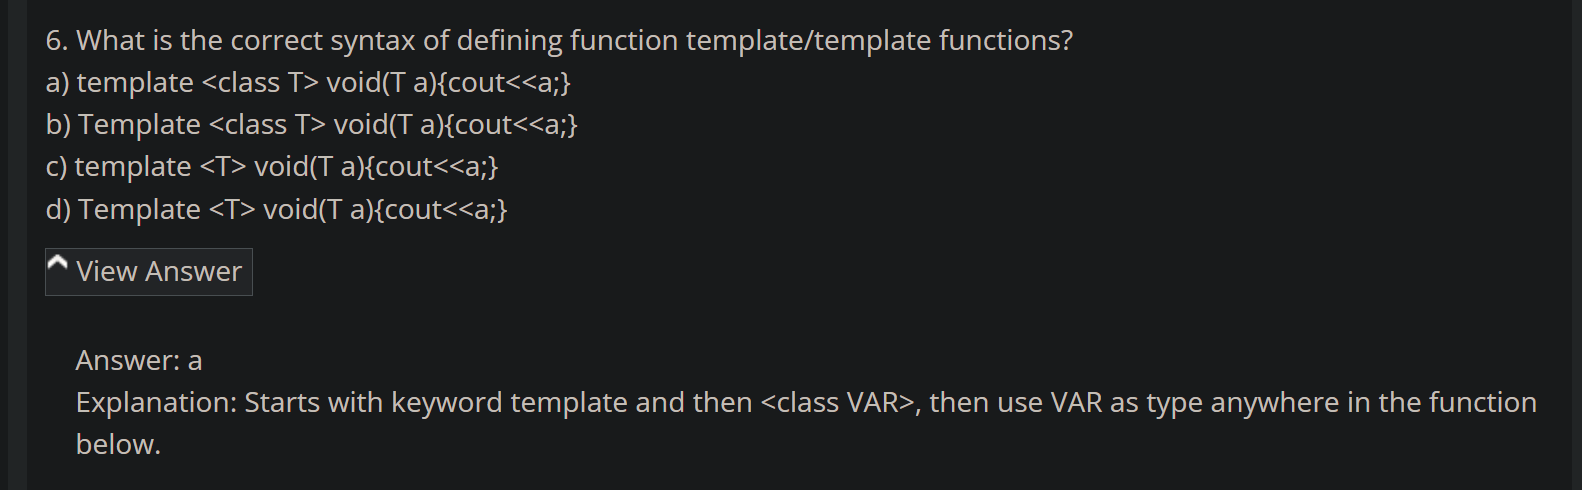 6. What is the correct syntax of defining function template/template functions?
a) template <class T> void(T a){cout<<a;}
b) Template <class T> void(T a){cout<<a;}
c) template <T> void(T a){cout<<a;}
d) Template <T> void(T a){cout<<a;}
View Answer
Answer: a
Explanation: Starts with keyword template and then <class VAR>, then use VAR as type anywhere in the function
below.